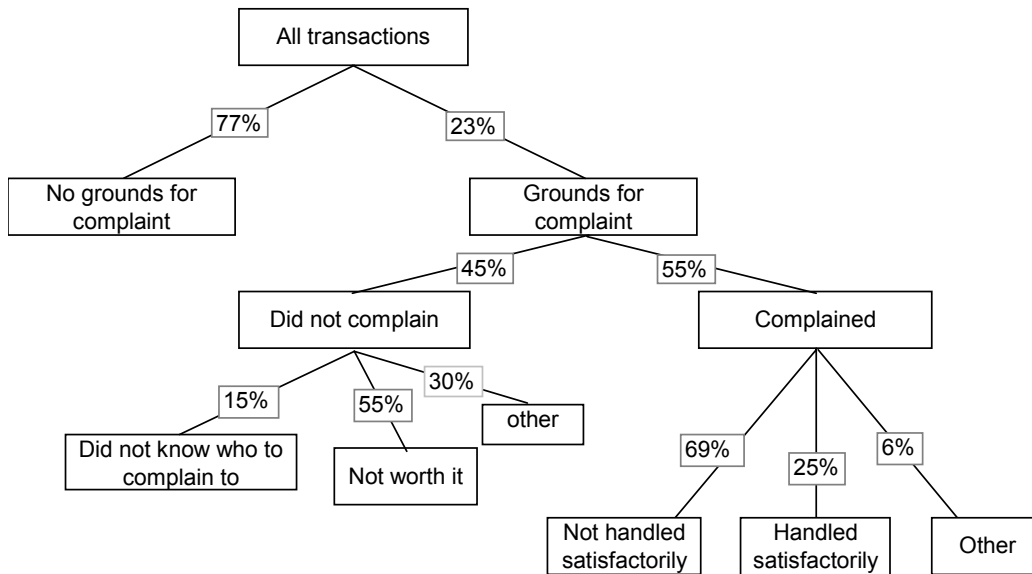 All transactions
77%
23%
No grounds for
complaint
Grounds for
complaint
45%
55%
Did not complain
Complained
15%
55%
30%
other
Did not know who to
complain to
Not worth it
69%
25%
6%
Not handled
satisfactorily
Handled
satisfactorily
Other